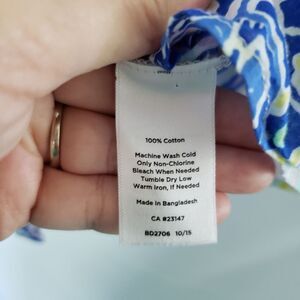 100% Cotton
Machine Wash Cold
Only Non-Chlorine
Bleach When Needed
Tumble Dry Low
Warm Iron, If Needed
Made In Bangladesh
CA #23147
BD2706 10/15